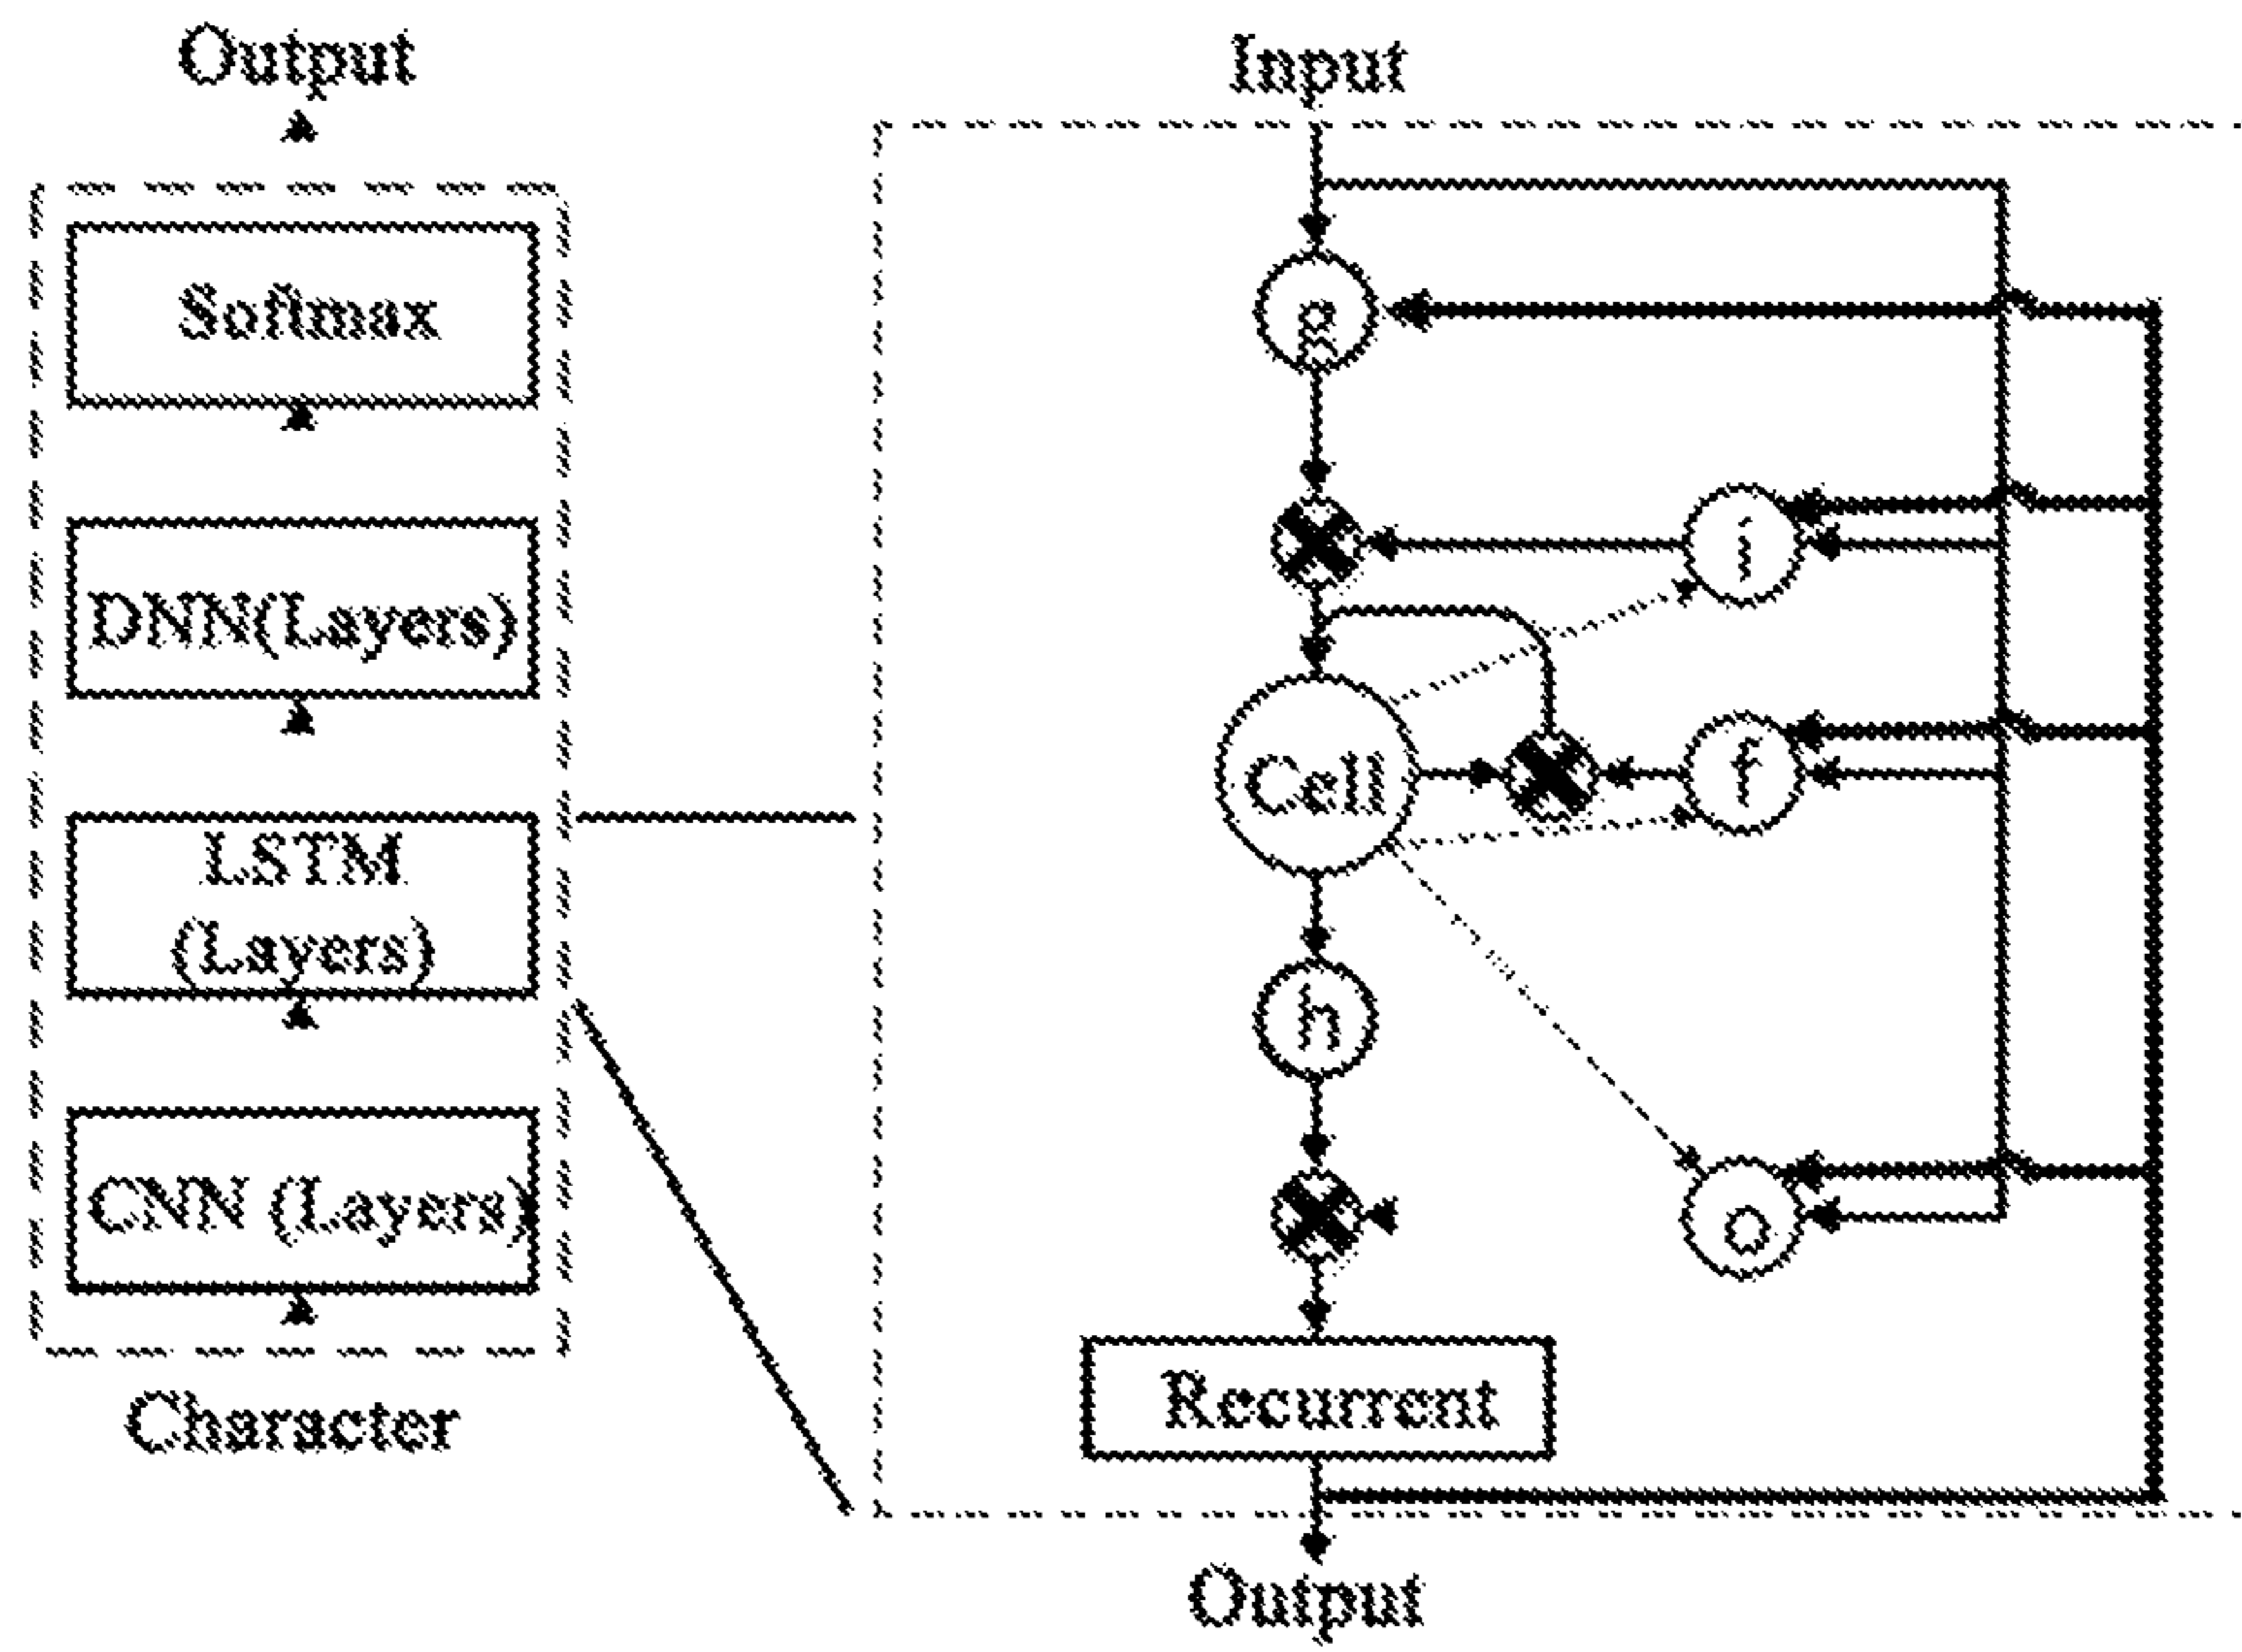 Output
Softmax
DNN(Layers)
LSTM
(Layers)
CNN (Layers)
Character
Input
g
i
f
Cell
h
o
Recurrent
Output